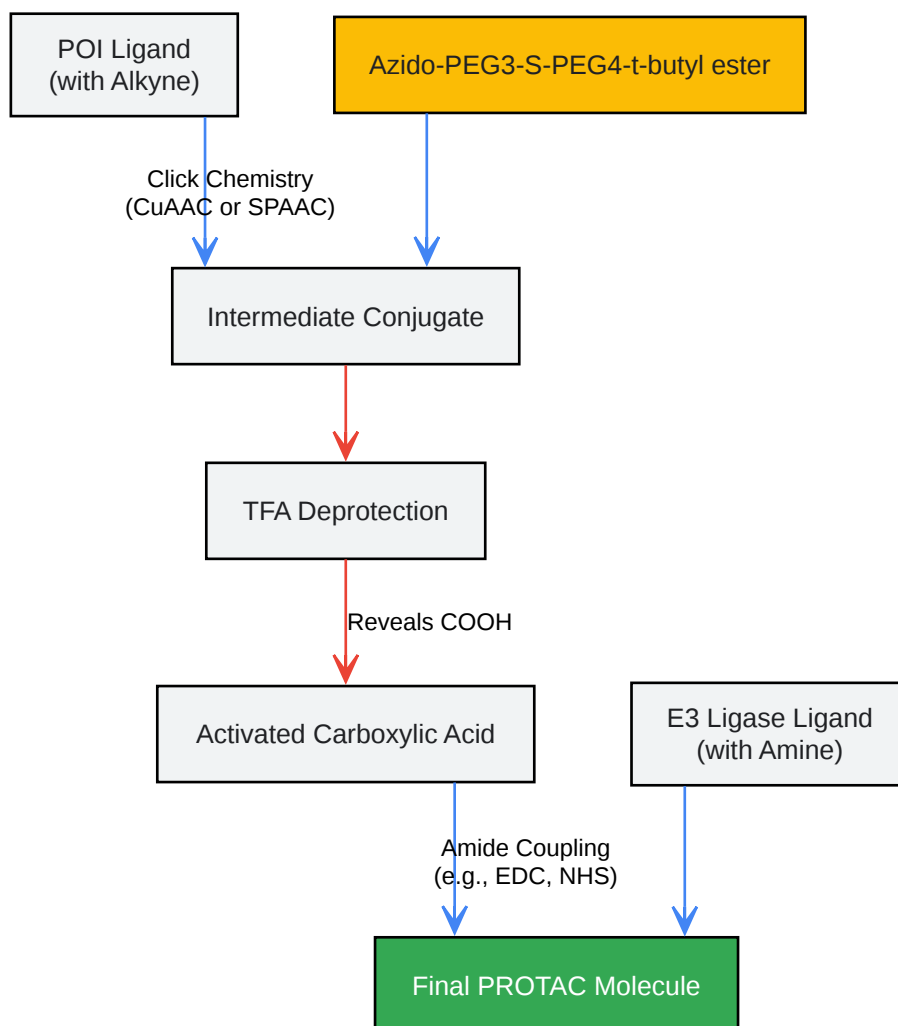 POI Ligand
(with Alkyne)
Azido-PEG3-S-PEG4-t-butyl ester
Click Chemistry
(CuAAC or SPAAC)
Intermediate Conjugate
TFA Deprotection
Reveals COOH
Activated Carboxylic Acid
E3 Ligase Ligand
(with Amine)
Amide Coupling
(e.g., EDC, NHS)
Final PROTAC Molecule